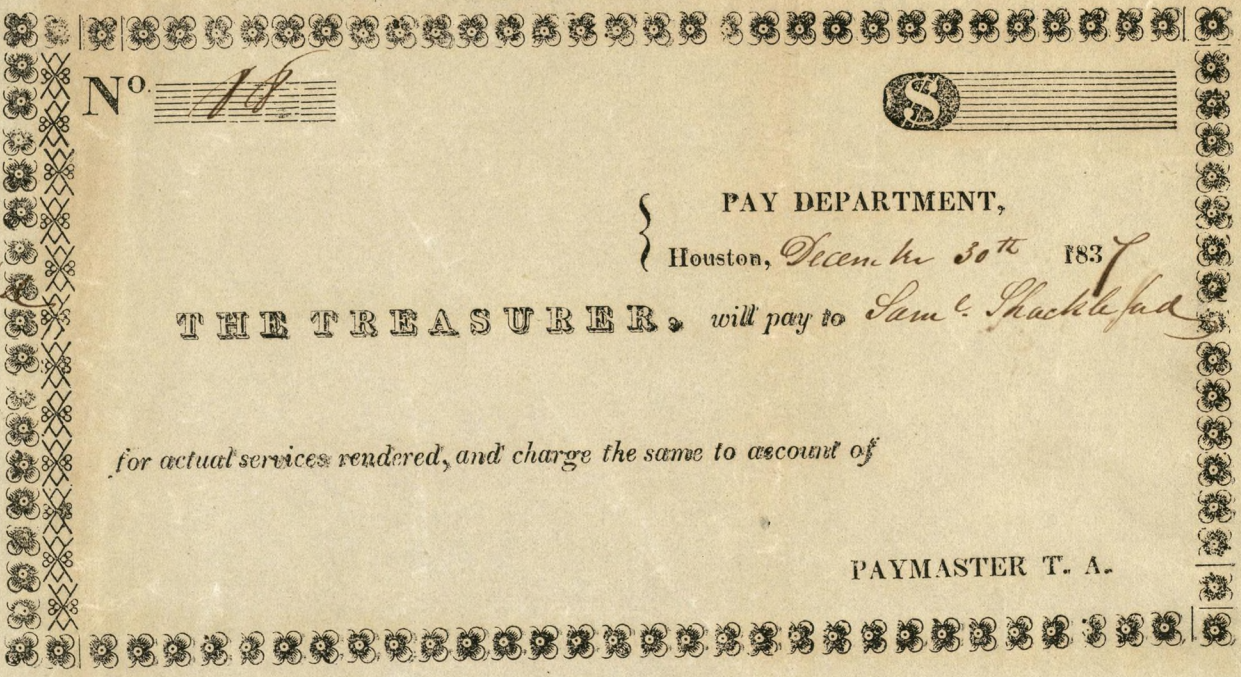 No. 18 $
PAY DEPARTMENT,
Houston, December 30th 1837
THE TREASURER, will pay to Saml. Shackleford
for actual services rendered, and charge the same to account of
PAYMASTER T. A.